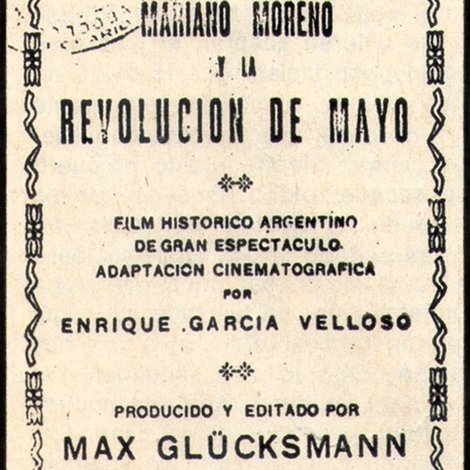 MARIANO MORENO
Y LA
REVOLUCION DE MAYO
FILM HISTORICO ARGENTINO
DE GRAN ESPECTACULO.
ADAPTACIÓN CINEMATOGRAFICA
POR
ENRIQUE GARCIA VELLOSO
PRODUCIDO Y EDITADO POR
MAX GLÜCKSMANN